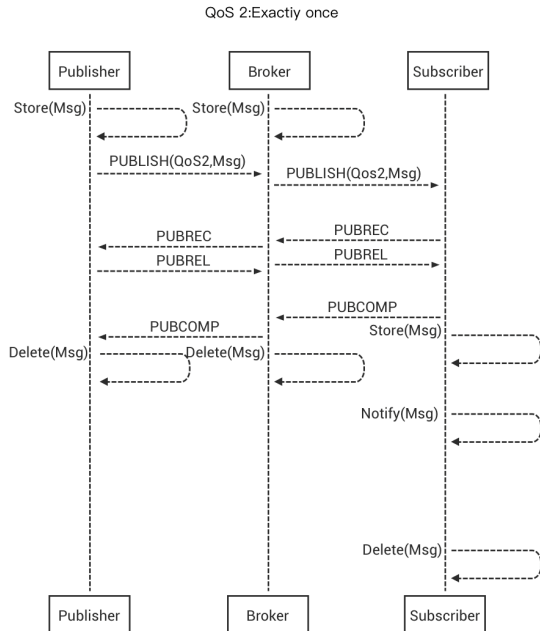 QoS 2:Exactiy once
Publisher Broker Subscriber
Store(Msg) Store(Msg)
PUBLISH(QoS2,Msg)
PUBLISH(Qos2,Msg)
PUBREC
PUBREC
PUBREL
PUBREL
PUBCOMP
PUBCOMP
Store(Msg)
Delete(Msg) Delete(Msg)
Notify(Msg)
Delete(Msg)
Publisher Broker Subscriber